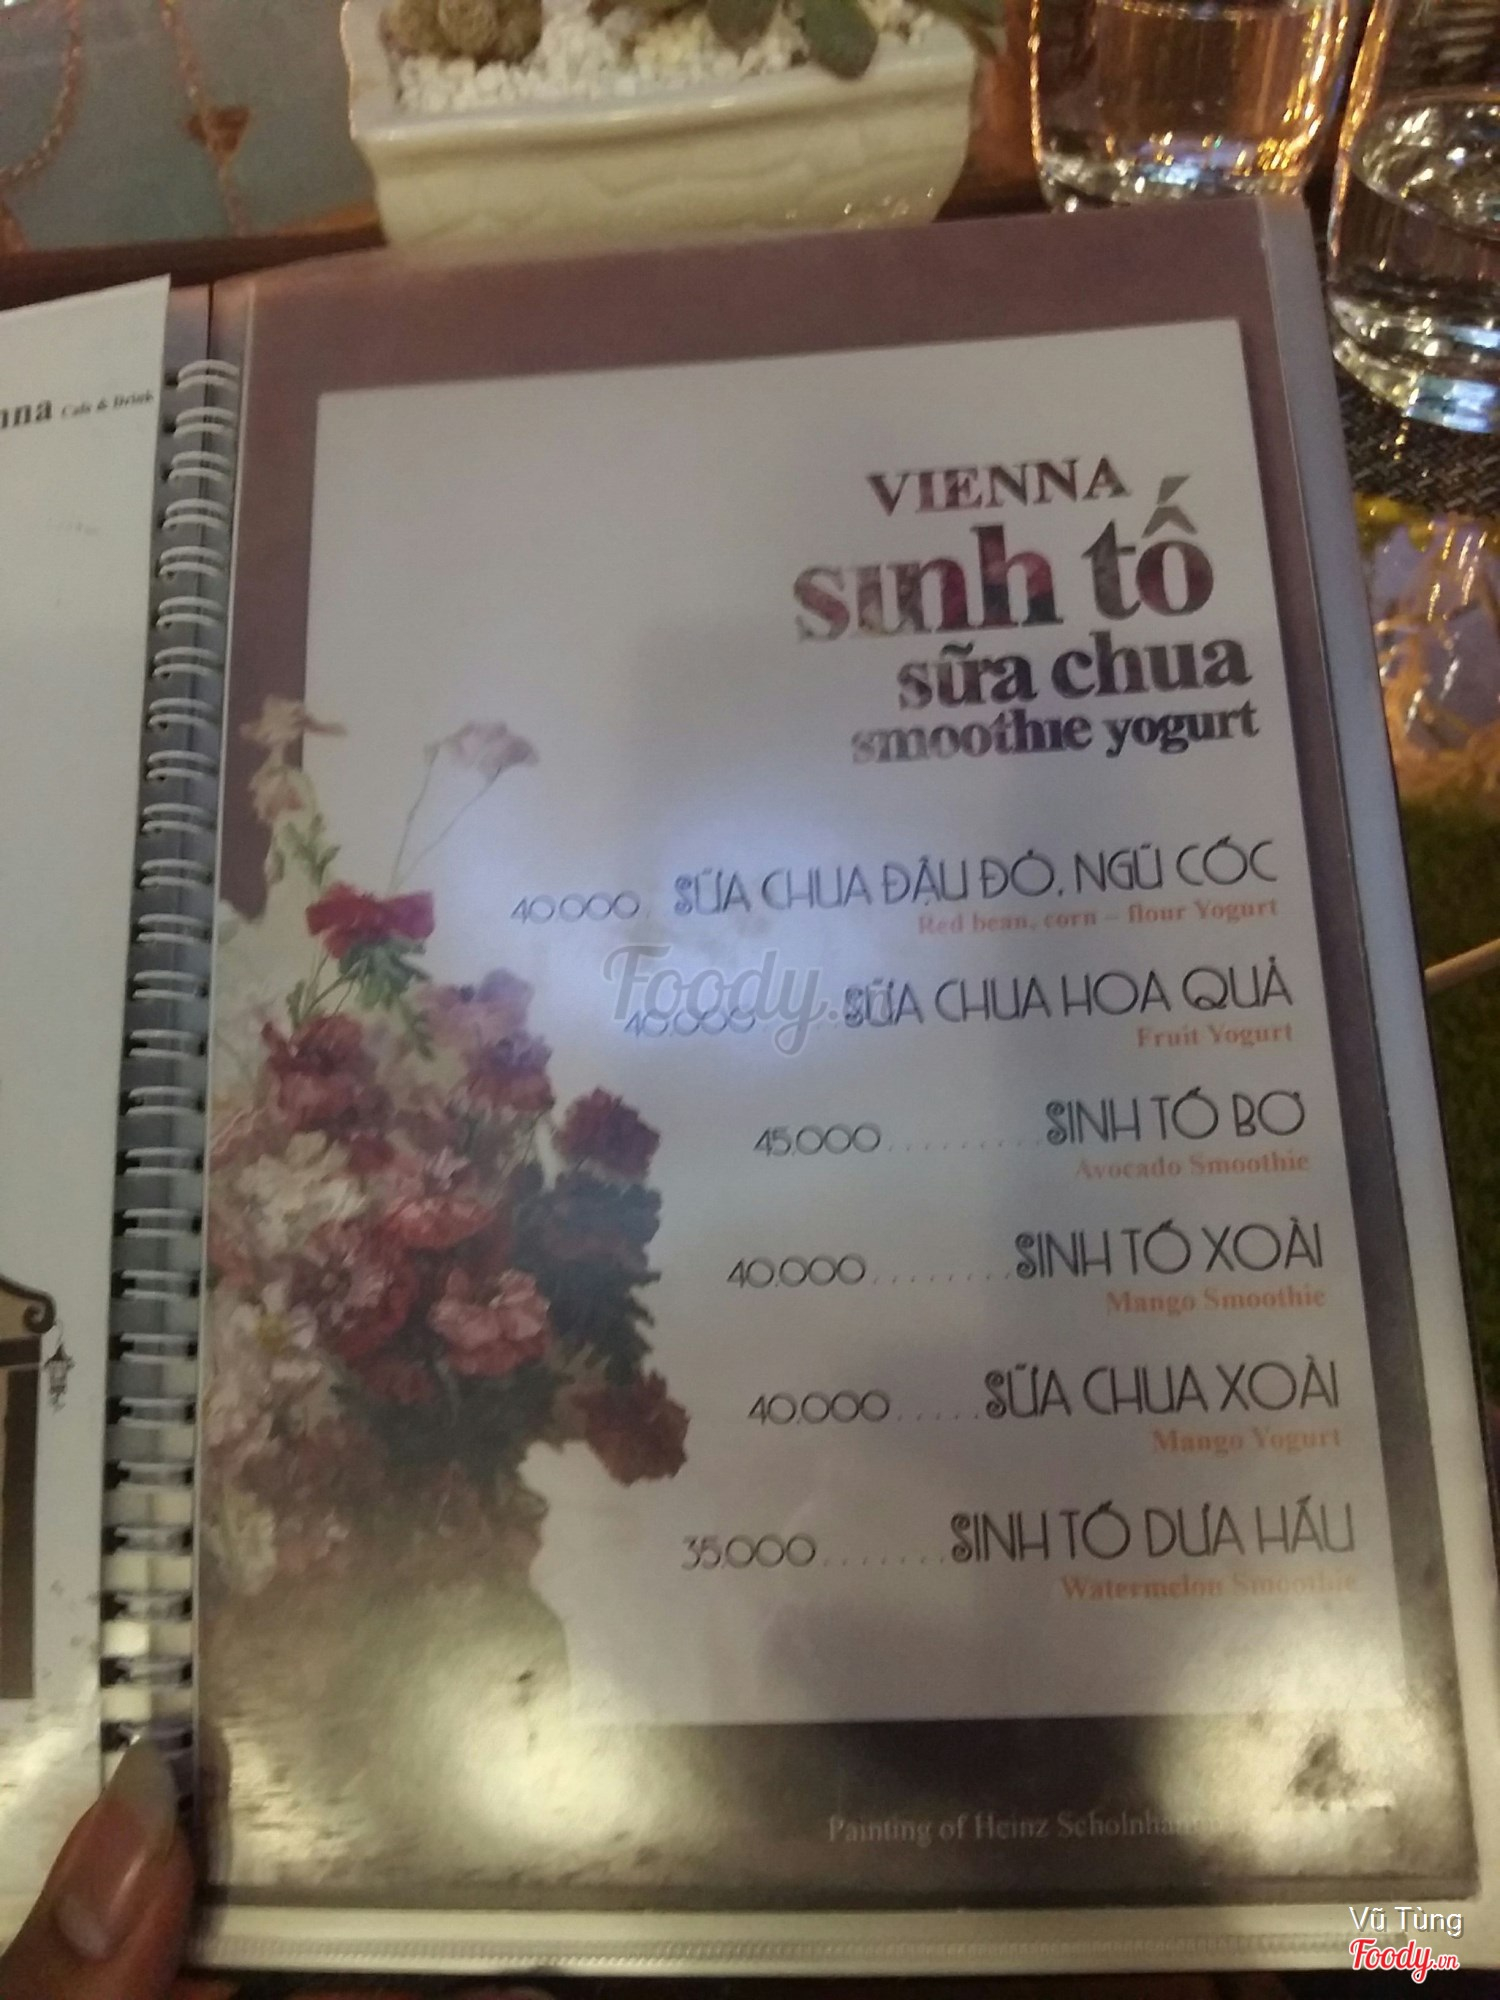 Cafe & Drink
VIENNA
sinh tố
sữa chua
smoothie yogurt
40.000 SỮA CHUA ĐẬU ĐỎ, NGŨ CỐC
Red bean, corn – flour Yogurt
40.000 SỮA CHUA HOA QUẢ
Fruit Yogurt
Foody
45.000 ......... SINH TỐ BƠ
Avocado Smoothie
40.000 ........ SINH TỐ XOÀI
Mango Smoothie
40.000 ..... SỮA CHUA XOÀI
Mango Yogurt
35.000 ....... SINH TỐ DƯA HẤU
Watermelon Smoothie
Painting of Heinz
Vũ Tùng
Foody.vn